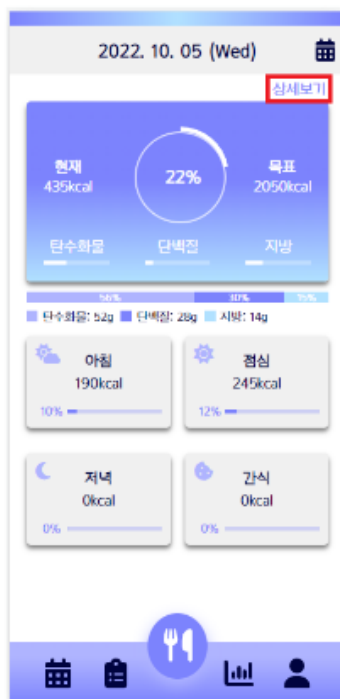 2022. 10. 05 (Wed)
상세보기
현재
435kcal
22%
목표
2050kcal
탄수화물 단백질 지방
56% 30% 15%
탄수화물: 52g 단백질: 28g 지방: 14g
아침
190kcal
10%
점심
245kcal
12%
저녁
0kcal
0%
간식
0kcal
0%